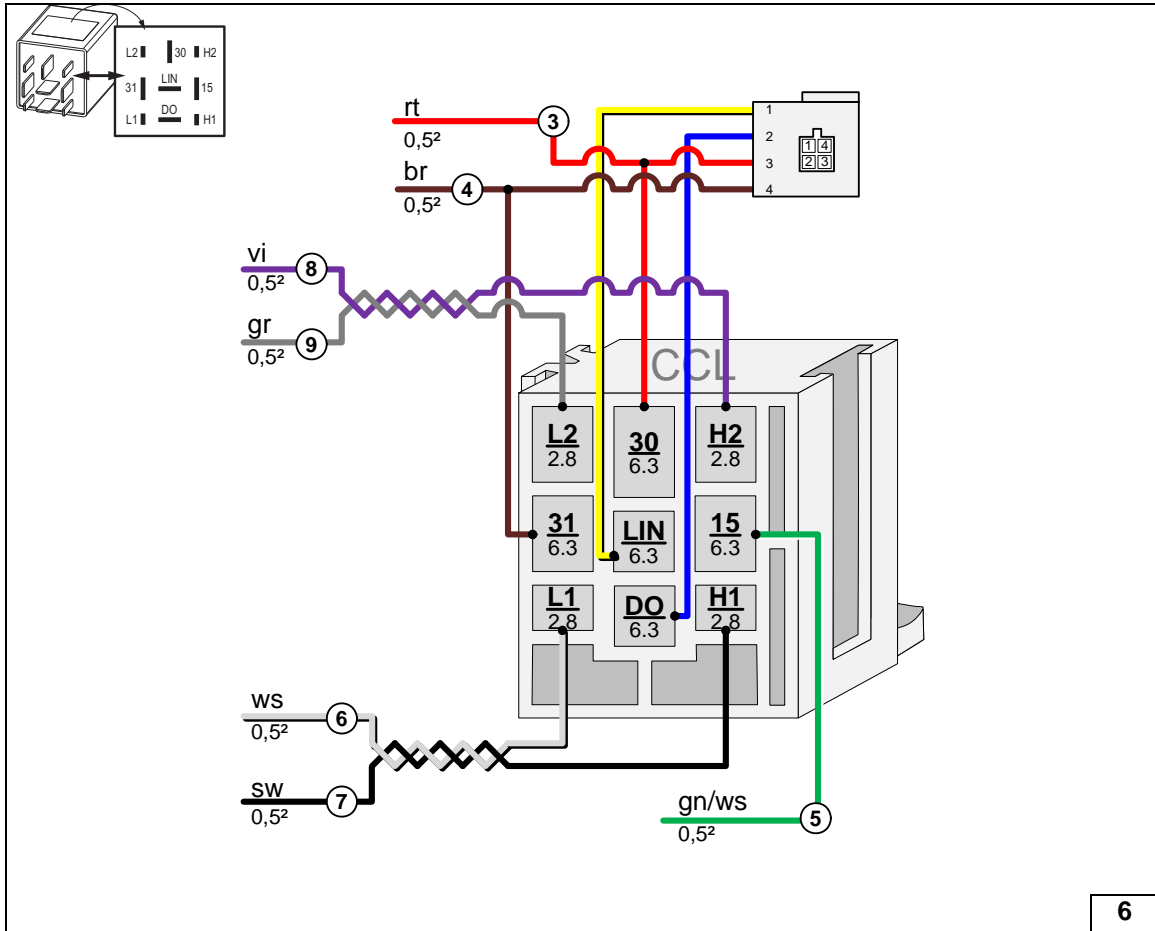 L2 30 H2
31 LIN 15
L1 DO H1
rt 3
0,5²
br 4
0,5²
1
2
3
4
1 4
2 3
vi 8
0,5²
gr 9
0,5²
CCL
L2 30 H2
2.8 6.3 2.8
31 LIN 15
6.3 6.3 6.3
L1 DO H1
2.8 6.3 2.8
ws 6
0,5²
sw 7
0,5²
gn/ws 5
0,5²
6